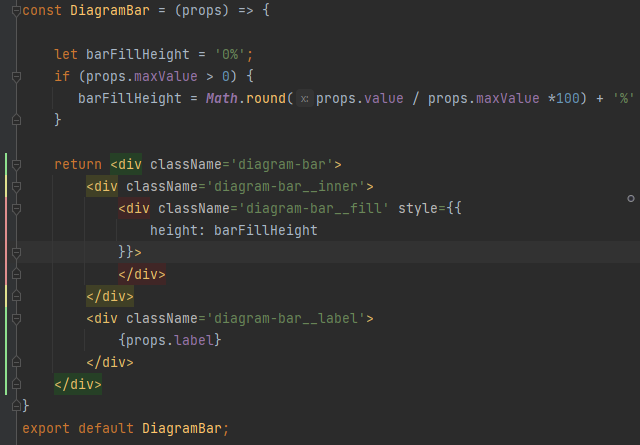 const DiagramBar = (props) => {
let barFillHeight = '0%';
if (props.maxValue > 0) {
barFillHeight = Math.round( x: props.value / props.maxValue *100) + '%'
}
return <div className='diagram-bar'>
<div className='diagram-bar__inner'>
<div className='diagram-bar__fill' style={{
height: barFillHeight
}}>
</div>
</div>
<div className='diagram-bar__label'>
{props.label}
</div>
</div>
}
export default DiagramBar;